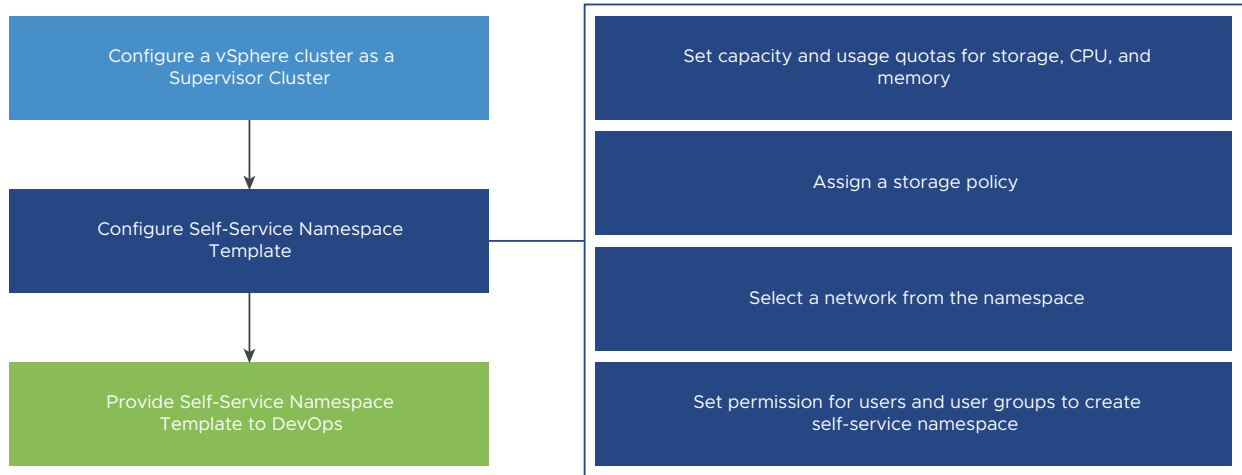 Configure a vSphere cluster as a
Supervisor Cluster
Configure Self-Service Namespace
Template
Provide Self-Service Namespace
Template to DevOps
Set capacity and usage quotas for storage, CPU, and
memory
Assign a storage policy
Select a network from the namespace
Set permission for users and user groups to create
self-service namespace